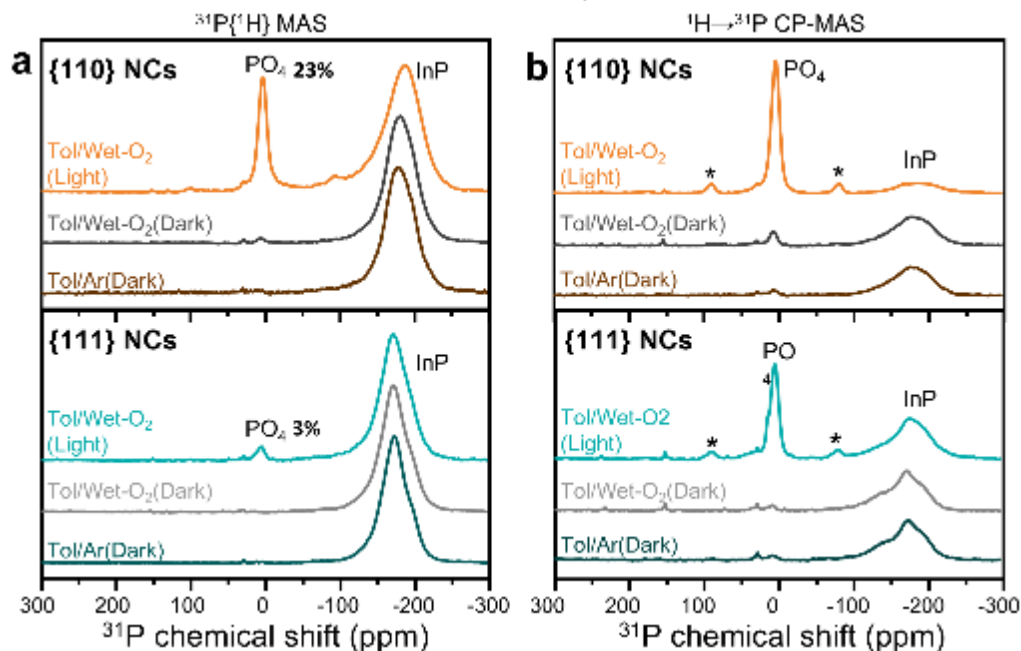 ³¹P{¹H} MAS
¹H→³¹P CP-MAS
a
{110} NCs
PO₄ 23%
InP
Tol/Wet-O₂
(Light)
Tol/Wet-O₂(Dark)
Tol/Ar(Dark)
{111} NCs
InP
Tol/Wet-O₂
(Light)
PO₄ 3%
Tol/Wet-O₂(Dark)
Tol/Ar(Dark)
300 200 100 0 -100 -200 -300
³¹P chemical shift (ppm)
b
{110} NCs
PO₄
Tol/Wet-O₂
(Light)
InP
* *
Tol/Wet-O₂(Dark)
Tol/Ar(Dark)
{111} NCs
PO
4
InP
Tol/Wet-O2
(Light)
* *
Tol/Wet-O₂(Dark)
Tol/Ar(Dark)
300 200 100 0 -100 -200 -300
³¹P chemical shift (ppm)